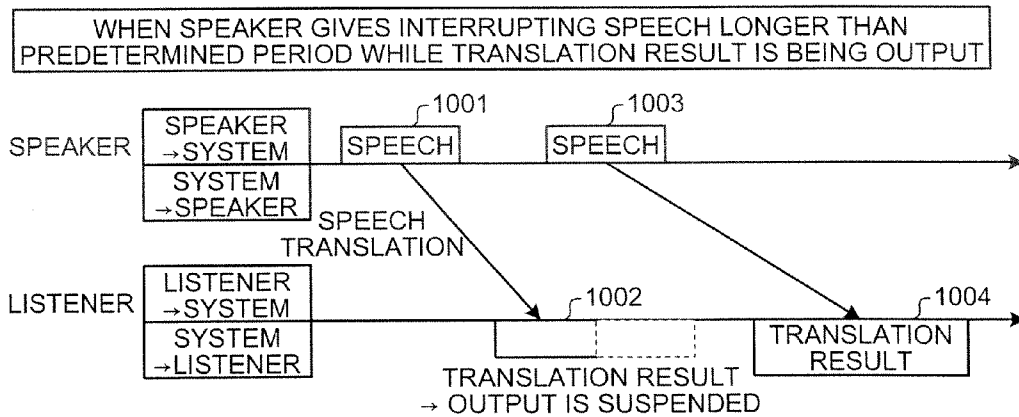 WHEN SPEAKER GIVES INTERRUPTING SPEECH LONGER THAN
PREDETERMINED PERIOD WHILE TRANSLATION RESULT IS BEING OUTPUT
1001
1003
SPEAKER
SPEAKER
→SYSTEM
SPEECH
SPEECH
SYSTEM
→SPEAKER
SPEECH
TRANSLATION
LISTENER
LISTENER
→SYSTEM
1002
1004
SYSTEM
→LISTENER
TRANSLATION
RESULT
TRANSLATION RESULT
→ OUTPUT IS SUSPENDED